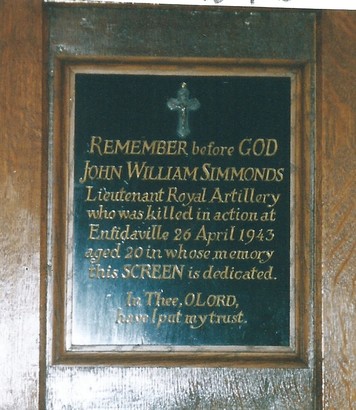 REMEMBER before GOD
JOHN WILLIAM SIMMONDS
Lieutenant Royal Artillery
who was killed in action at
Enfidaville 26 April 1943
aged 20 in whose memory
this SCREEN is dedicated.
In Thee, O LORD,
have I put my trust.